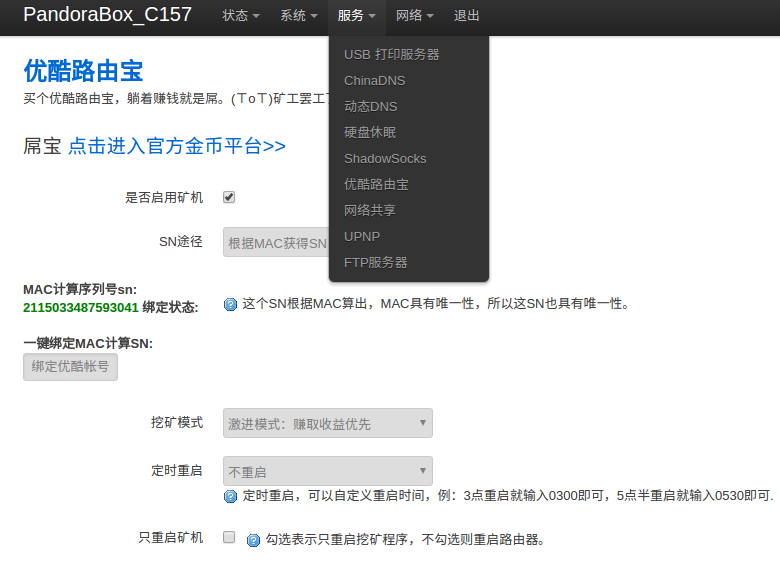 PandoraBox_C157 状态 系统 服务 网络 退出
USB 打印服务器
ChinaDNS
动态DNS
硬盘休眠
ShadowSocks
优酷路由宝
网络共享
UPNP
FTP服务器
优酷路由宝
买个优酷路由宝，躺着赚钱就是屌。(ㄒoㄒ)矿工罢工
屌宝 点击进入官方金币平台>>
是否启用矿机
SN途径 根据MAC获得SN
MAC计算序列号sn:
2115033487593041 绑定状态:
这个SN根据MAC算出，MAC具有唯一性，所以这SN也具有唯一性。
一键绑定MAC计算SN:
绑定优酷帐号
挖矿模式 激进模式：赚取收益优先
定时重启 不重启
定时重启，可以自定义重启时间，例：3点重启就输入0300即可，5点半重启就输入0530即可.
只重启矿机 勾选表示只重启挖矿程序，不勾选则重启路由器。